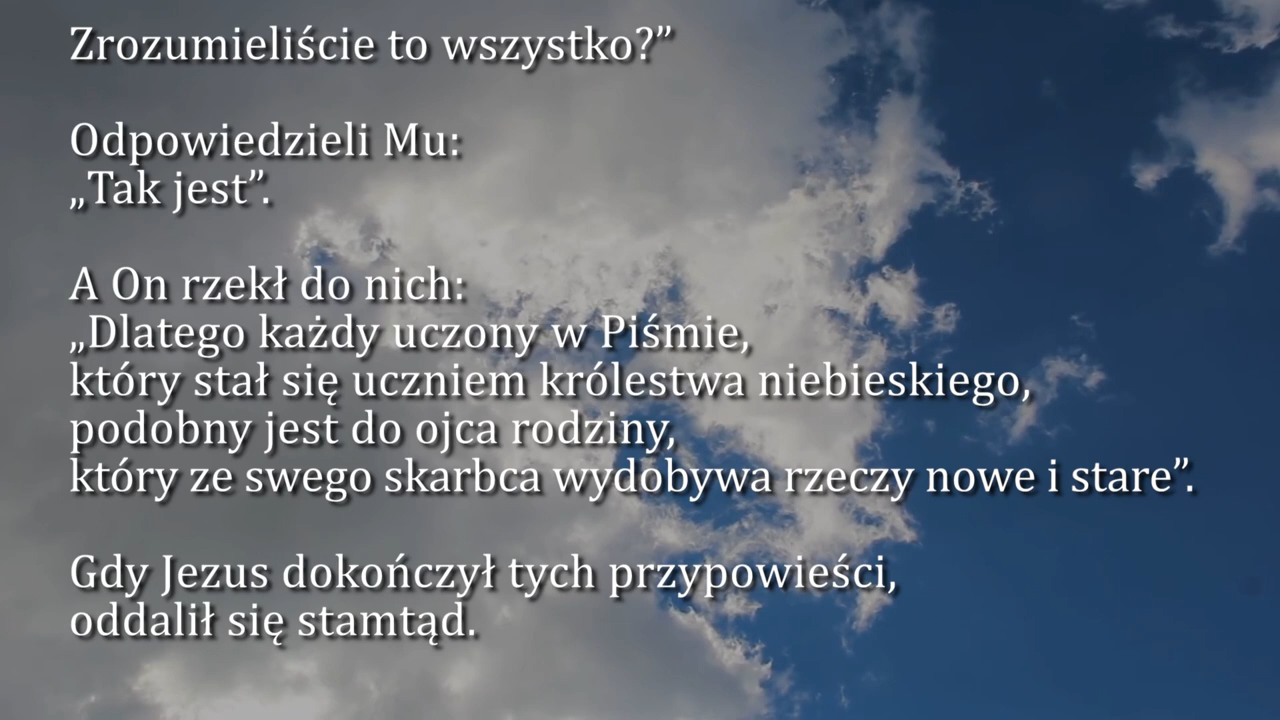 Zrozumieliście to wszystko?”
Odpowiedzieli Mu:
„Tak jest”.
A On rzekł do nich:
„Dlatego każdy uczony w Piśmie,
który stał się uczniem królestwa niebieskiego,
podobny jest do ojca rodziny,
który ze swego skarbca wydobywa rzeczy nowe i stare”.
Gdy Jezus dokończył tych przypowieści,
oddalił się stamtąd.